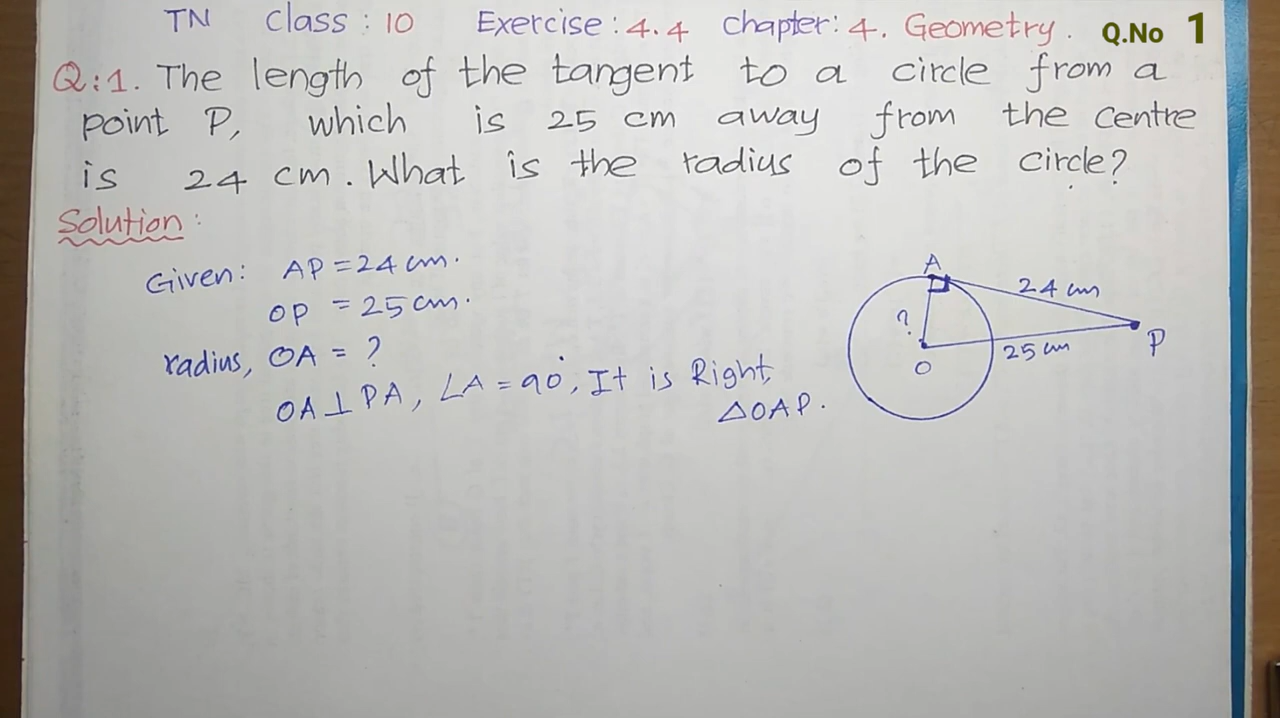 TN Class : 10 Exercise : 4.4 Chapter: 4. Geometry. Q.No 1
Q:1. The length of the tangent to a circle from a
point P, which is 25 cm away from the centre
is 24 cm. What is the radius of the circle?
Solution:
Given: AP = 24 cm.
OP = 25 cm.
radius, OA = ?
OA ⊥ PA, ∠A = 90°, It is Right,
△OAP.
A
24 cm
?
P
25 cm
O